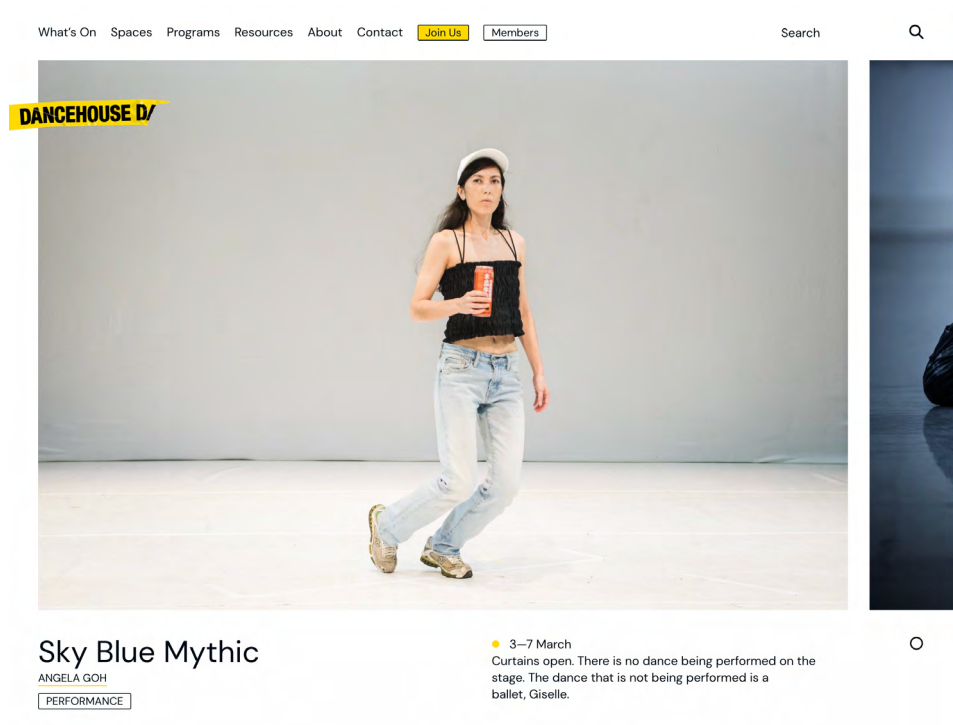 What's On Spaces Programs Resources About Contact Join Us Members Search
DANCEHOUSE
Sky Blue Mythic
ANGELA GOH
PERFORMANCE
3—7 March
Curtains open. There is no dance being performed on the
stage. The dance that is not being performed is a
ballet, Giselle.